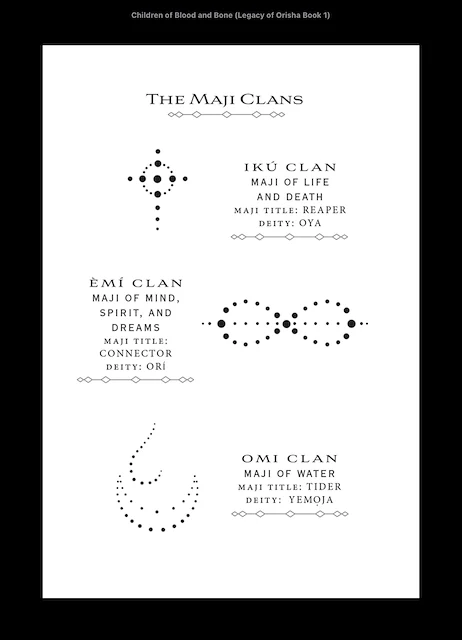 Children of Blood and Bone (Legacy of Orisha Book 1)
THE MAJI CLANS
IKÚ CLAN
MAJI OF LIFE
AND DEATH
MAJI TITLE: REAPER
DEITY: OYA
ÈMÍ CLAN
MAJI OF MIND,
SPIRIT, AND
DREAMS
MAJI TITLE:
CONNECTOR
DEITY: ORÍ
OMI CLAN
MAJI OF WATER
MAJI TITLE: TIDER
DEITY: YEMỌJA